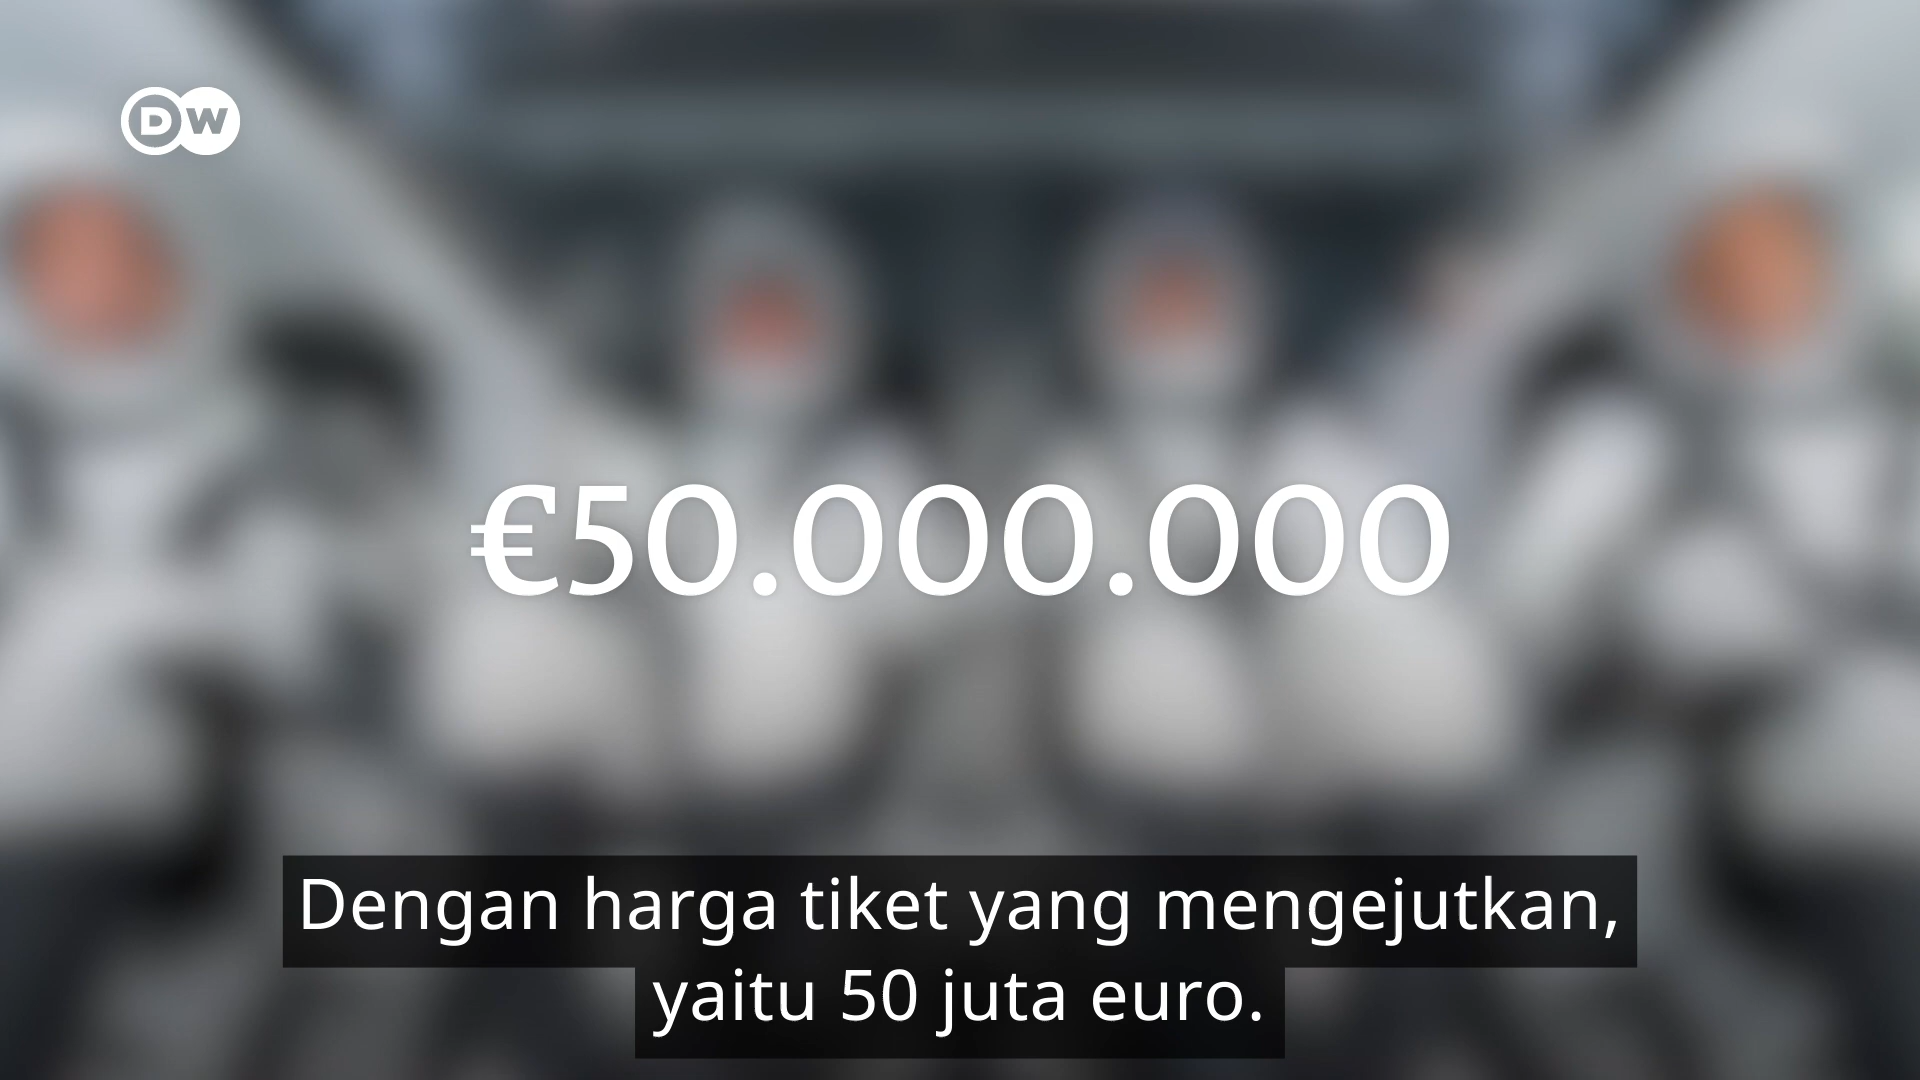 DW
€50.000.000
Dengan harga tiket yang mengejutkan,
yaitu 50 juta euro.